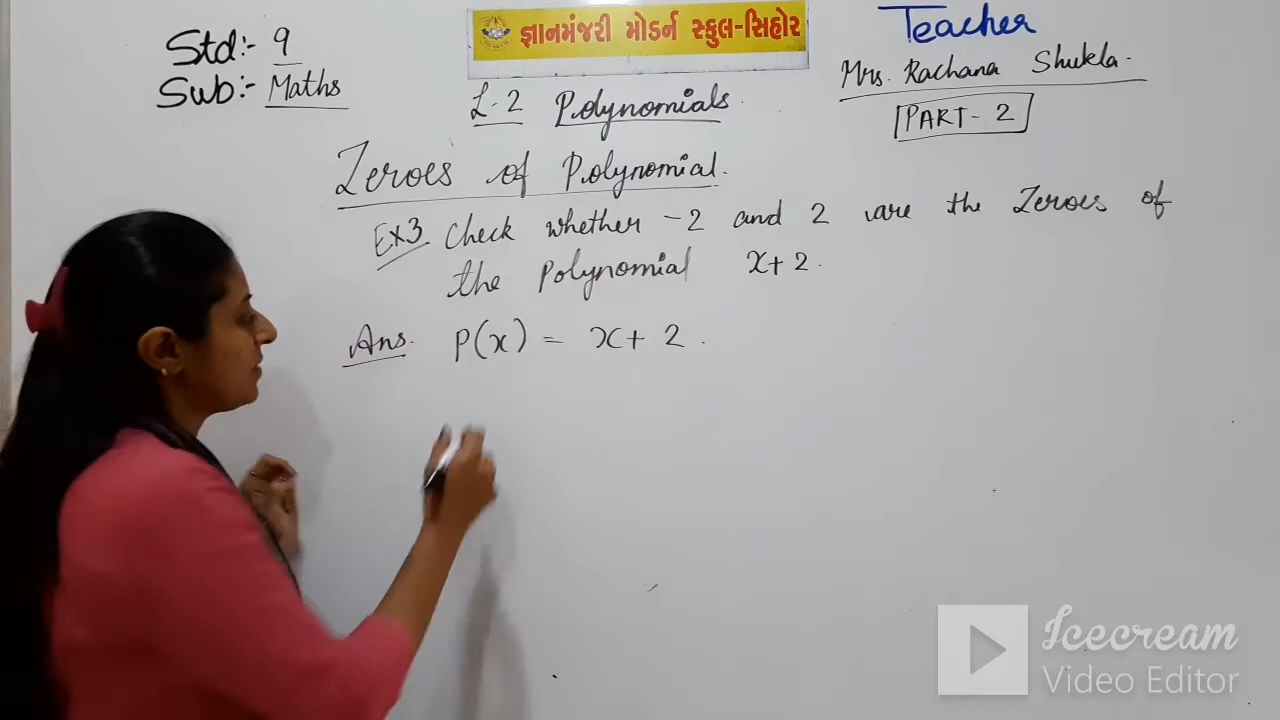 Std:- 9
Sub:- Maths
જ્ઞાનમંજરી મોડર્ન સ્કુલ-સિહોર
Teacher
Mrs. Rachana Shukla.
PART- 2
L-2 Polynomials.
Zeroes of Polynomial.
Ex3. Check whether -2 and 2 are the Zeroes of
the Polynomial x+2.
Ans. P(x) = x+2.
Icecream
Video Editor